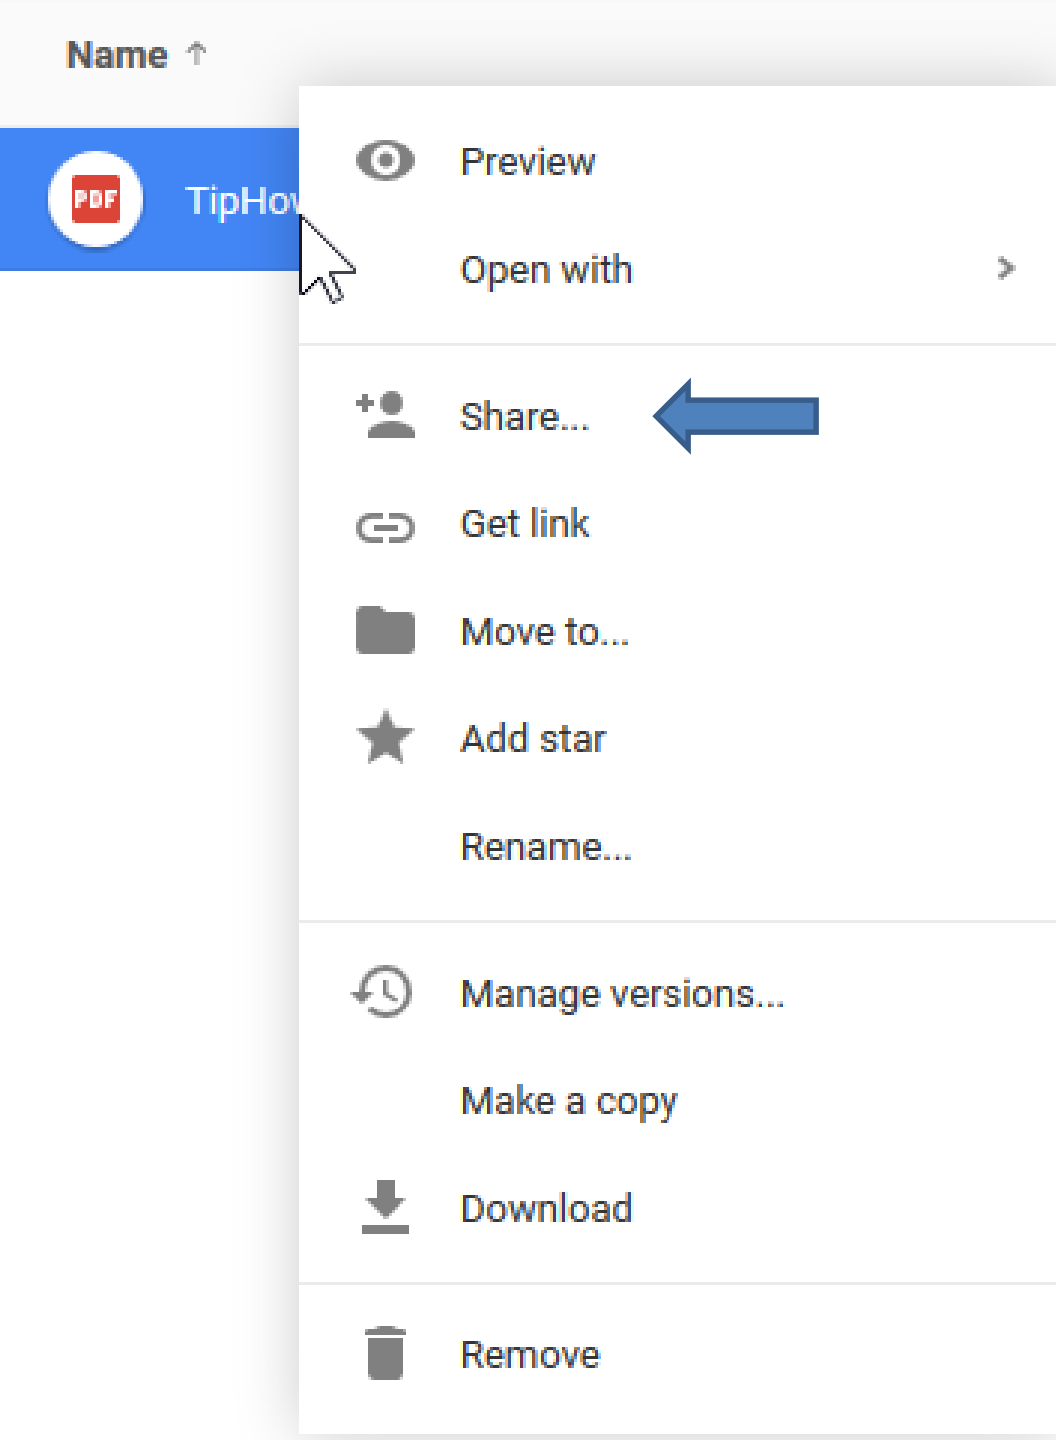 Name ↑
PDF
Preview
Open with
Share...
Get link
Move to...
Add star
Rename...
Manage versions...
Make a copy
Download
Remove